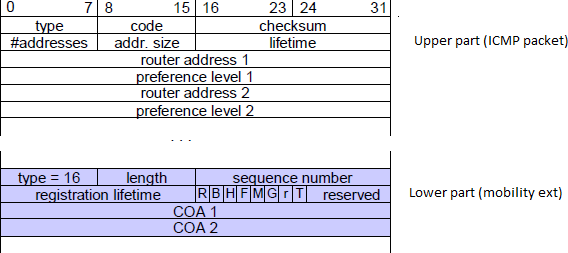 0 7 8 15 16 23 24 31
type code checksum
#addresses addr. size lifetime
router address 1
preference level 1
router address 2
preference level 2
Upper part (ICMP packet)
. . .
type = 16 length sequence number
registration lifetime R B H F M G r T reserved
COA 1
COA 2
Lower part (mobility ext)